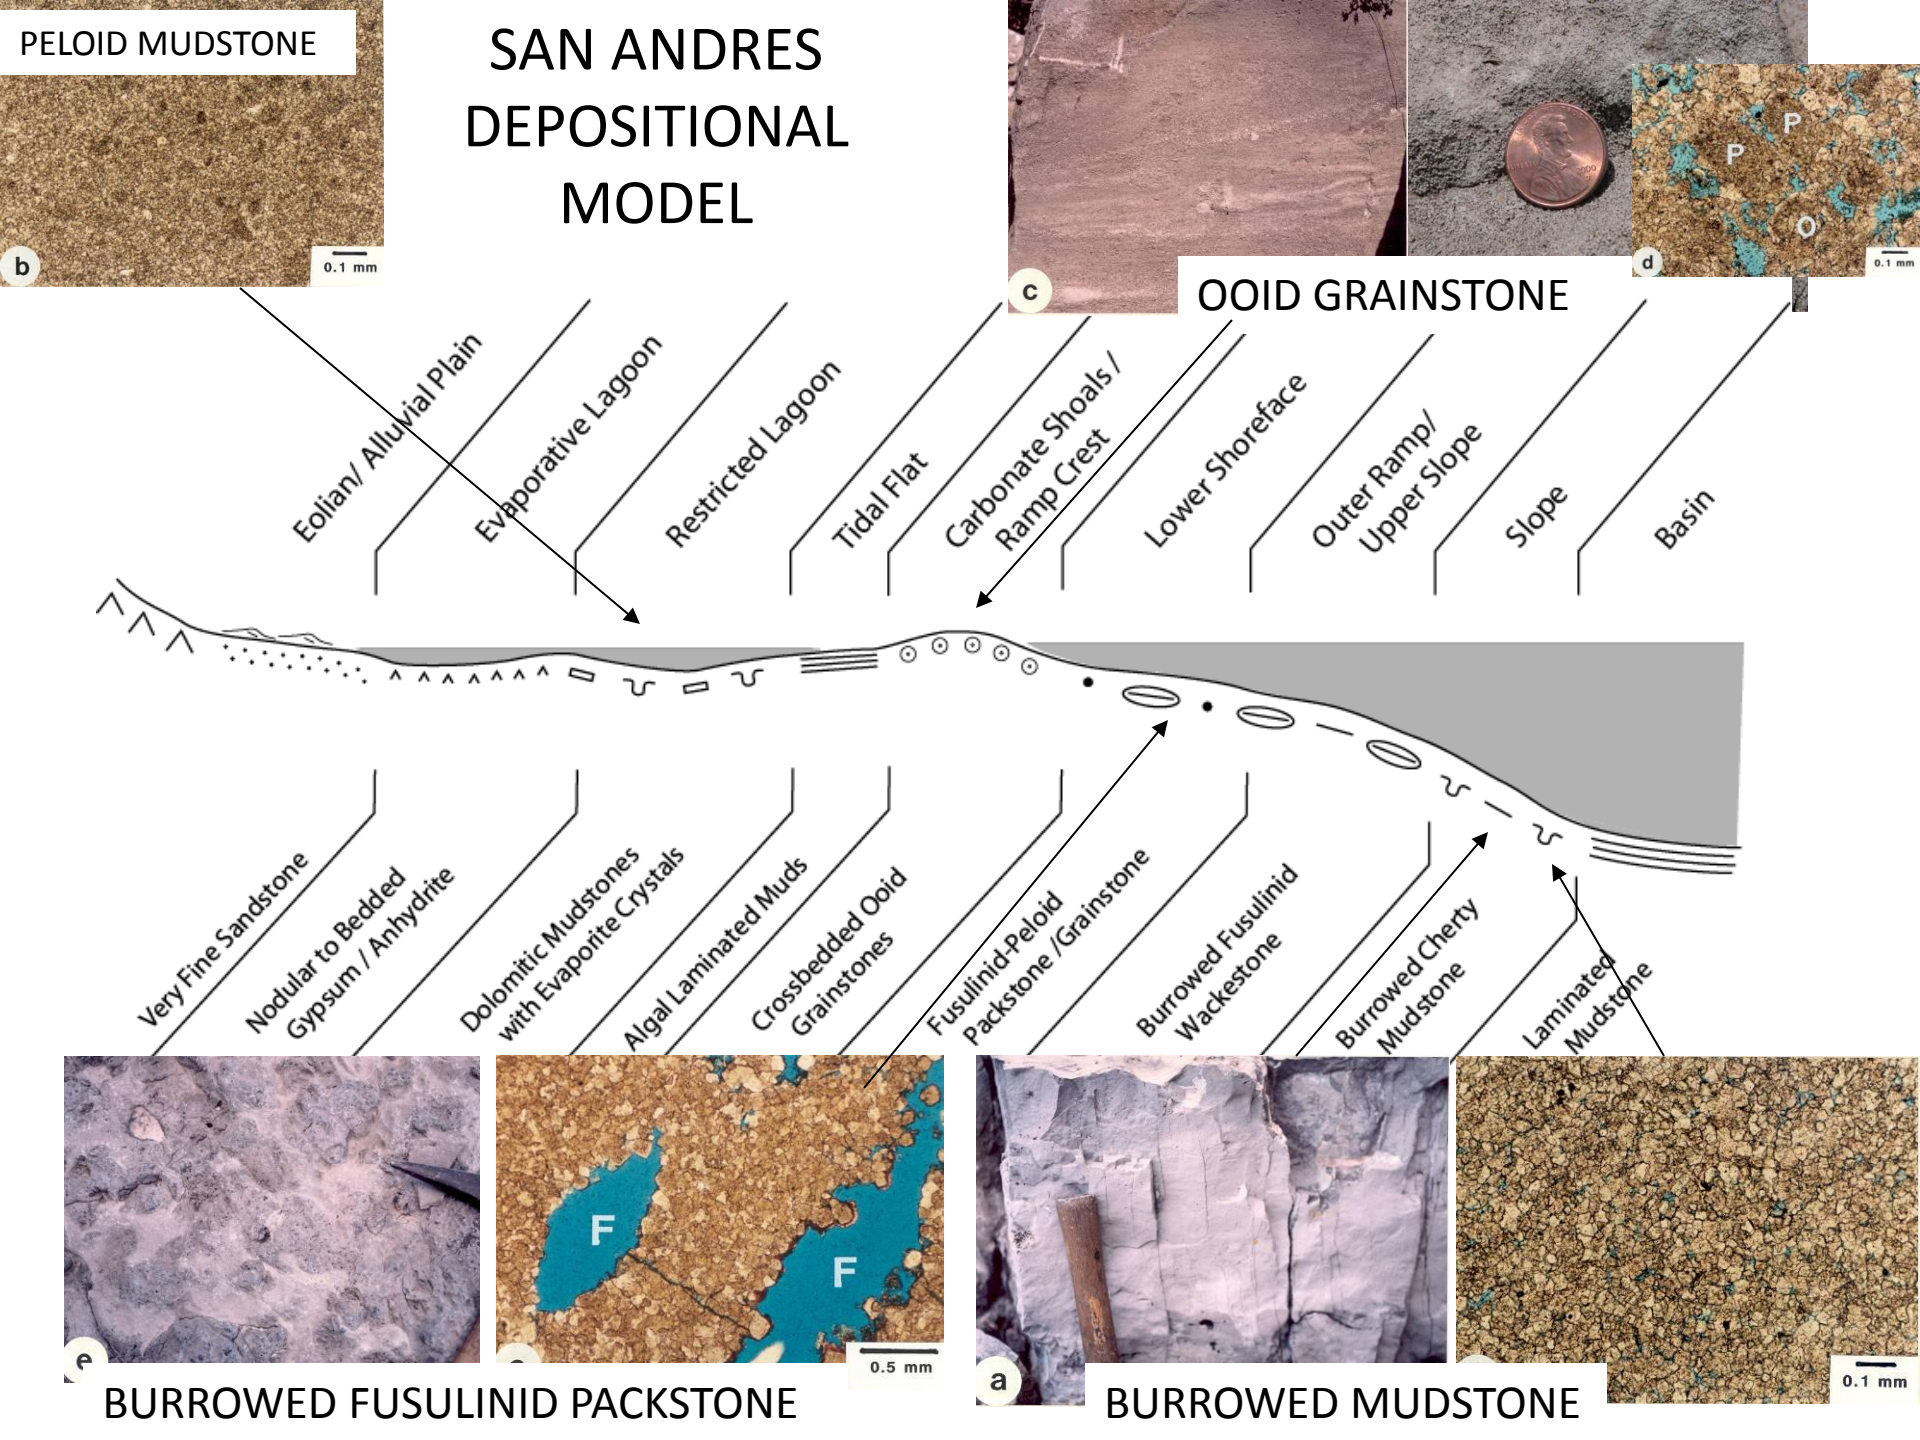 PELOID MUDSTONE
b
0.1 mm
SAN ANDRES
DEPOSITIONAL
MODEL
c
OOID GRAINSTONE
P
P
O
d
0.1 mm
Eolian/ Alluvial Plain
Evaporative Lagoon
Restricted Lagoon
Tidal Flat
Carbonate Shoals /
Ramp Crest
Lower Shoreface
Outer Ramp/
Upper Slope
Slope
Basin
Very Fine Sandstone
Nodular to Bedded
Gypsum / Anhydrite
Dolomitic Mudstones
with Evaporite Crystals
Algal Laminated Muds
Crossbedded Ooid
Grainstones
Fusulinid-Peloid
Packstone /Grainstone
Burrowed Fusulinid
Wackestone
Burrowed Cherty
Mudstone
Laminated
Mudstone
e
F
F
0.5 mm
BURROWED FUSULINID PACKSTONE
a
BURROWED MUDSTONE
0.1 mm